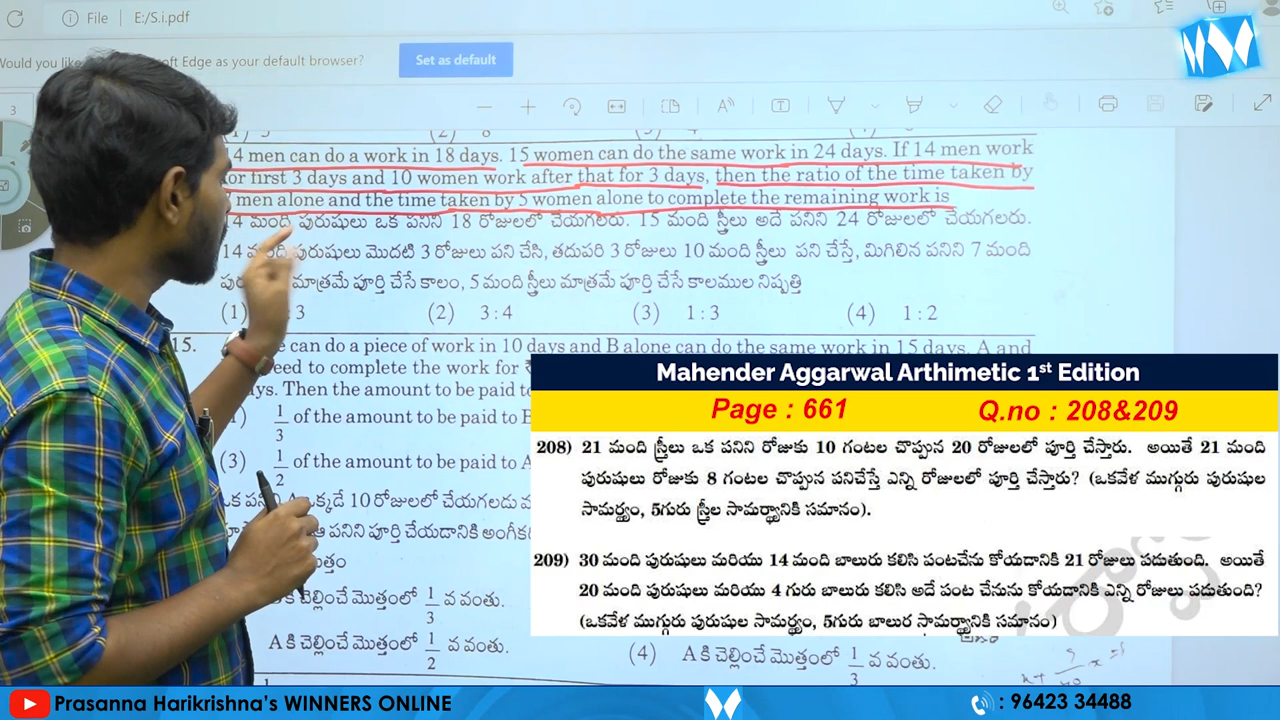 File E:/S.i.pdf
Would you like Edge as your default browser? Set as default
3
4 men can do a work in 18 days. 15 women can do the same work in 24 days. If 14 men work
for first 3 days and 10 women work after that for 3 days, then the ratio of the time taken by
men alone and the time taken by 5 women alone to complete the remaining work is
14 మంది పురుషులు ఒక పనిని 18 రోజులలో చేయగలరు. 15 మంది స్త్రీలు అదే పనిని 24 రోజులలో చేయగలరు.
14 మంది పురుషులు మొదటి 3 రోజులు పని చేసి, తదుపరి 3 రోజులు 10 మంది స్త్రీలు పని చేస్తే, మిగిలిన పనిని 7 మంది
మాత్రమే పూర్తి చేసే కాలం, 5 మంది స్త్రీలు మాత్రమే పూర్తి చేసే కాలముల నిష్పత్తి
(1) : 3 (2) 3:4 (3) 1:3 (4) 1:2
15. can do a piece of work in 10 days and B alone can do the same work in 15 days. A and
to complete the work for
Then the amount to be paid to
1/3 of the amount to be paid to B
(3) 1/2 of the amount to be paid to A
10 రోజులలో చేయగలడు
పనిని పూర్తి చేయడానికి
చెల్లించే మొత్తంలో 1/3 వ వంతు.
A కి చెల్లించే మొత్తంలో 1/2 వ వంతు. (4) A కి చెల్లించే మొత్తంలో 1/3 వ వంతు.
Mahender Aggarwal Arthimetic 1st Edition
Page : 661 Q.no : 208&209
208) 21 మంది స్త్రీలు ఒక పనిని రోజుకు 10 గంటల చొప్పున 20 రోజులలో పూర్తి చేస్తారు. అయితే 21 మంది
పురుషులు రోజుకు 8 గంటల చొప్పున పనిచేస్తే ఎన్ని రోజులలో పూర్తి చేస్తారు? (ఒకవేళ ముగ్గురు పురుషుల
సామర్థ్యం, 5గురు స్త్రీల సామర్థ్యానికి సమానం).
209) 30 మంది పురుషులు మరియు 14 మంది బాలురు కలిసి పంటచేను కోయడానికి 21 రోజులు పడుతుంది. అయితే
20 మంది పురుషులు మరియు 4 గురు బాలురు కలిసి అదే పంట చేనును కోయడానికి ఎన్ని రోజులు పడుతుంది?
(ఒకవేళ ముగ్గురు పురుషుల సామర్థ్యం, 5గురు బాలుర సామర్థ్యానికి సమానం)
Prasanna Harikrishna's WINNERS ONLINE : 96423 34488